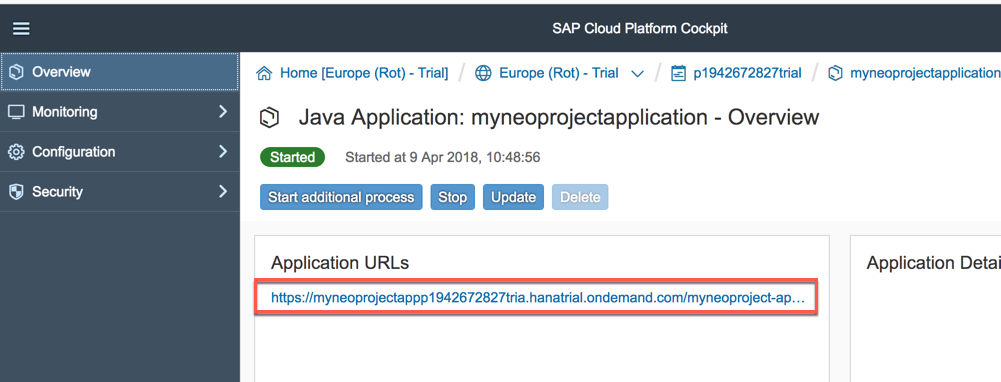 SAP Cloud Platform Cockpit
Overview
Monitoring
Configuration
Security
Home [Europe (Rot) - Trial] / Europe (Rot) - Trial / p1942672827trial / myneoprojectapplication
Java Application: myneoprojectapplication - Overview
Started Started at 9 Apr 2018, 10:48:56
Start additional process Stop Update Delete
Application URLs
https://myneoprojectappp1942672827tria.hanatrial.ondemand.com/myneoproject-ap...
Application Detai